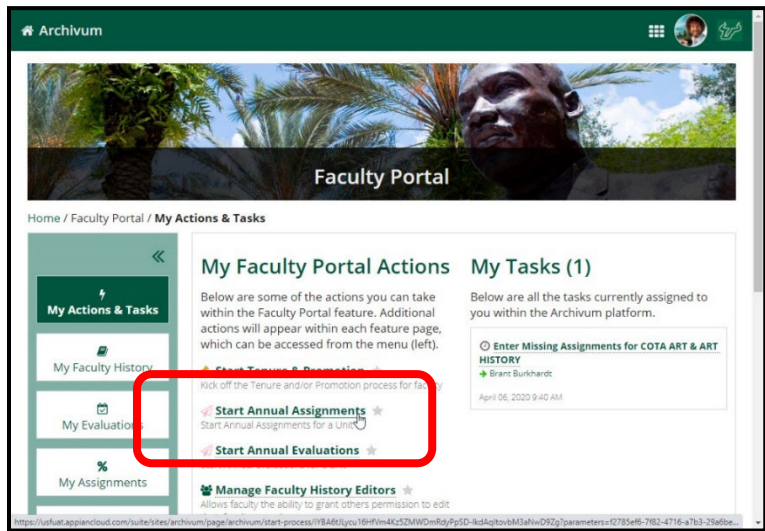 Archivum
Faculty Portal
Home / Faculty Portal / My Actions & Tasks
My Actions & Tasks
My Faculty History
My Evaluations
My Assignments
My Faculty Portal Actions
Below are some of the actions you can take
within the Faculty Portal feature. Additional
actions will appear within each feature page,
which can be accessed from the menu (left).
Start Tenure & Promotion
Kick off the Tenure and/or Promotion process for faculty
Start Annual Assignments
Start Annual Assignments for a Unit
Start Annual Evaluations
Manage Faculty History Editors
Allows faculty the ability to grant others permission to edit
My Tasks (1)
Below are all the tasks currently assigned to
you within the Archivum platform.
Enter Missing Assignments for COTA ART & ART
HISTORY
Brant Burkhardt
April 06, 2020 9:40 AM